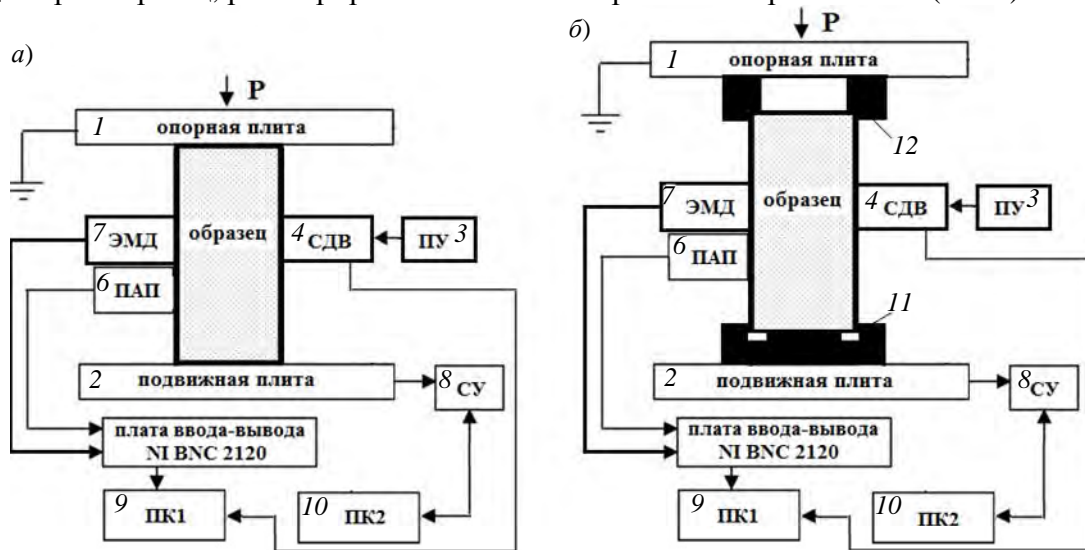 а)
P
1 опорная плита
7 ЭМД
образец
4 СДВ
ПУ 3
6 ПАП
2 подвижная плита
8 СУ
плата ввода-вывода
NI BNC 2120
9 ПК1
10 ПК2
б)
P
1 опорная плита
12
7 ЭМД
образец
4 СДВ
ПУ 3
6 ПАП
11
2 подвижная плита
8 СУ
плата ввода-вывода
NI BNC 2120
9 ПК1
10 ПК2